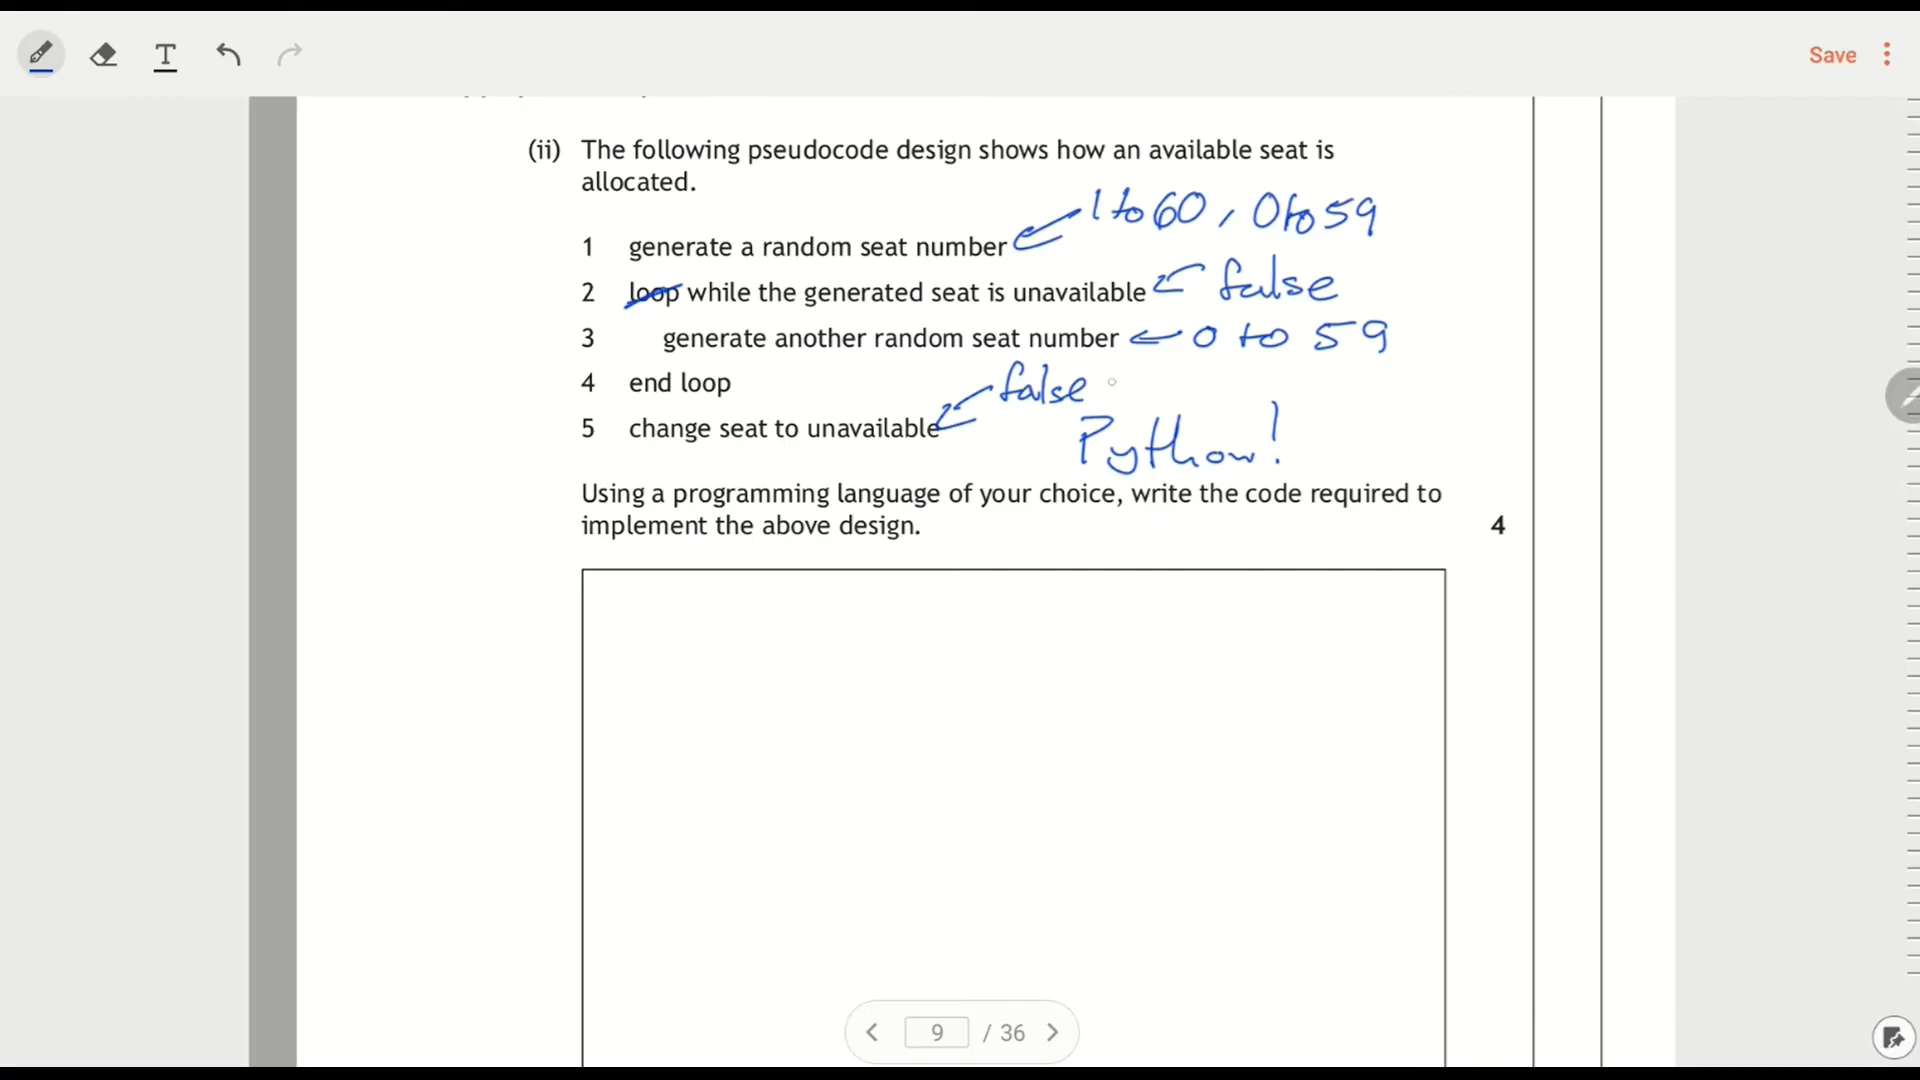 T
Save
(ii) The following pseudocode design shows how an available seat is
allocated.
1 to 60, 0 to 59
1 generate a random seat number
2 loop while the generated seat is unavailable
false
3 generate another random seat number
0 to 59
4 end loop
false
5 change seat to unavailable
Python!
Using a programming language of your choice, write the code required to
implement the above design.
4
9 / 36